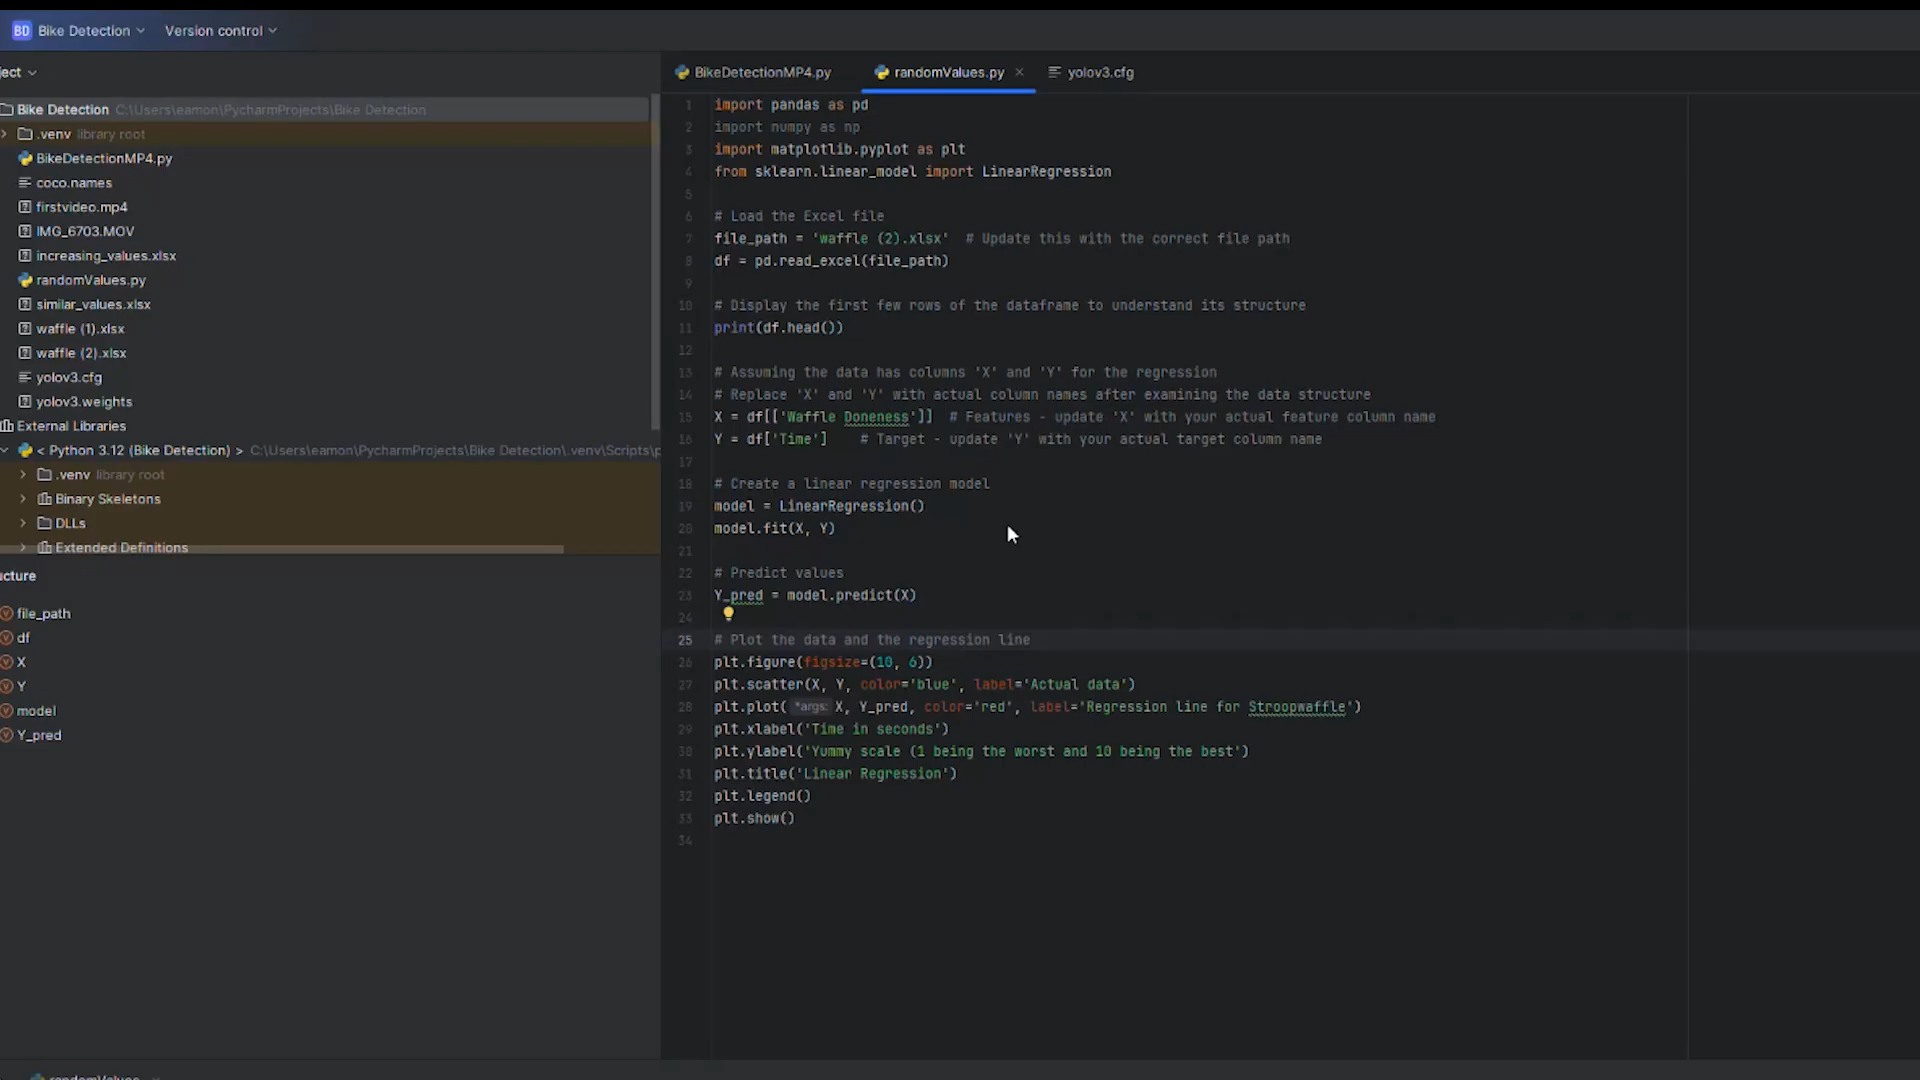 BD Bike Detection Version control
ject
Bike Detection C:\Users\eamon\PycharmProjects\Bike Detection
.venv library root
BikeDetectionMP4.py
coco.names
firstvideo.mp4
IMG_6703.MOV
increasing_values.xlsx
randomValues.py
similar_values.xlsx
waffle (1).xlsx
waffle (2).xlsx
yolov3.cfg
yolov3.weights
External Libraries
< Python 3.12 (Bike Detection) > C:\Users\eamon\PycharmProjects\Bike Detection\.venv\Scripts\p
.venv library root
Binary Skeletons
DLLs
Extended Definitions
ucture
file_path
df
X
Y
model
Y_pred
BikeDetectionMP4.py randomValues.py yolov3.cfg
1 import pandas as pd
2 import numpy as np
3 import matplotlib.pyplot as plt
4 from sklearn.linear_model import LinearRegression
5
6 # Load the Excel file
7 file_path = 'waffle (2).xlsx' # Update this with the correct file path
8 df = pd.read_excel(file_path)
9
10 # Display the first few rows of the dataframe to understand its structure
11 print(df.head())
12
13 # Assuming the data has columns 'X' and 'Y' for the regression
14 # Replace 'X' and 'Y' with actual column names after examining the data structure
15 X = df[['Waffle Doneness']] # Features - update 'X' with your actual feature column name
16 Y = df['Time'] # Target - update 'Y' with your actual target column name
17
18 # Create a linear regression model
19 model = LinearRegression()
20 model.fit(X, Y)
21
22 # Predict values
23 Y_pred = model.predict(X)
24
25 # Plot the data and the regression line
26 plt.figure(figsize=(10, 6))
27 plt.scatter(X, Y, color='blue', label='Actual data')
28 plt.plot( *args: X, Y_pred, color='red', label='Regression line for Stroopwaffle')
29 plt.xlabel('Time in seconds')
30 plt.ylabel('Yummy scale (1 being the worst and 10 being the best')
31 plt.title('Linear Regression')
32 plt.legend()
33 plt.show()
34
randomValues